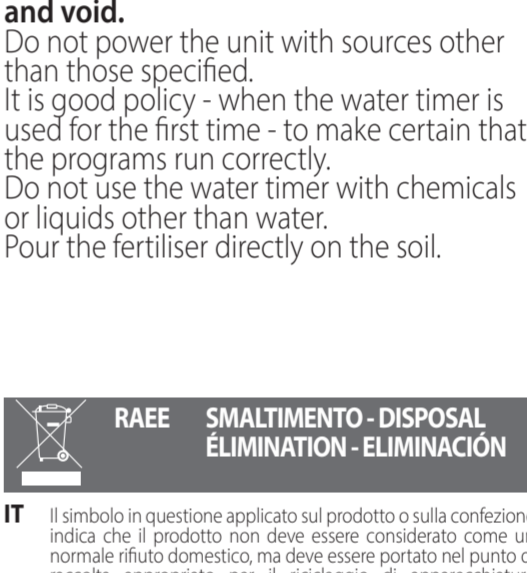 and void.
Do not power the unit with sources other
than those specified.
It is good policy - when the water timer is
used for the first time - to make certain that
the programs run correctly.
Do not use the water timer with chemicals
or liquids other than water.
Pour the fertiliser directly on the soil.
RAEE SMALTIMENTO - DISPOSAL
ÉLIMINATION - ELIMINACIÓN
IT Il simbolo in questione applicato sul prodotto o sulla confezione
indica che il prodotto non deve essere considerato come un
normale rifiuto domestico, ma deve essere portato nel punto d